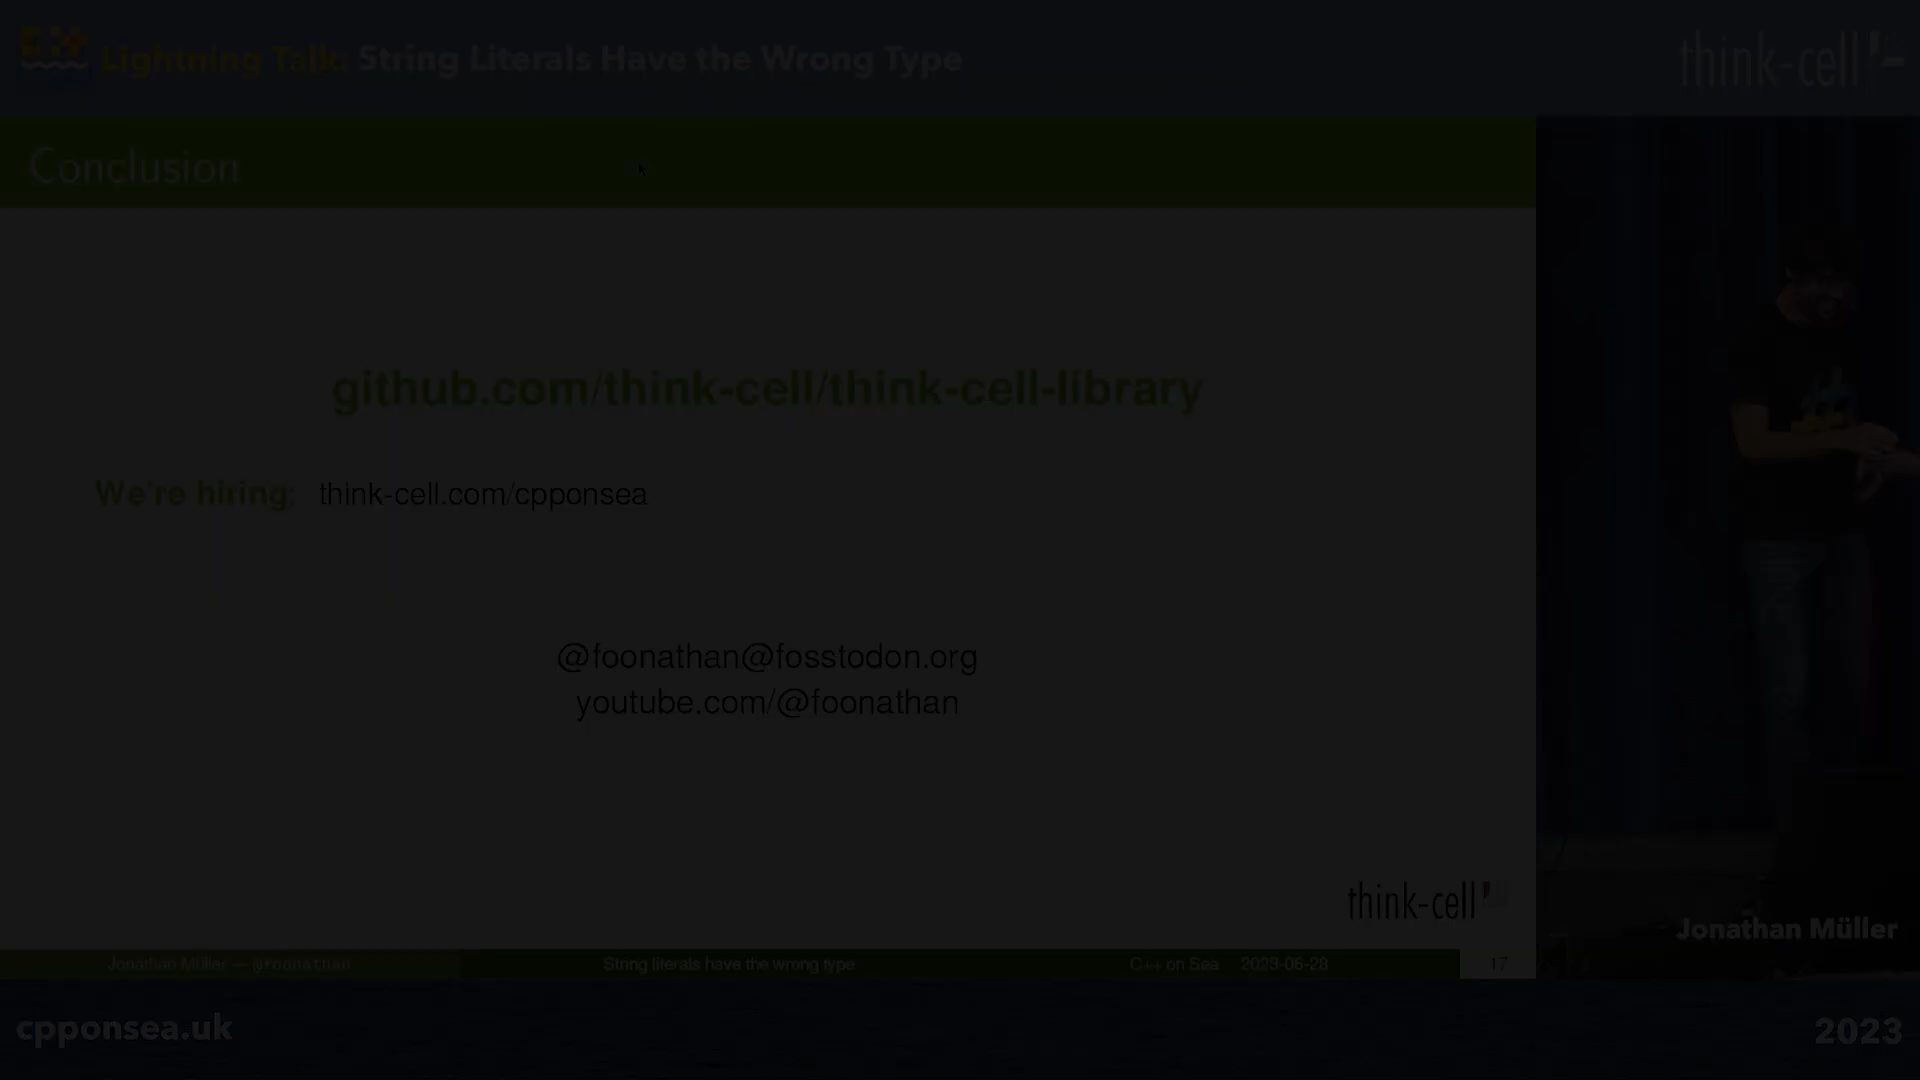 Lightning Talk: String Literals Have the Wrong Type
think-cell
Conclusion
github.com/think-cell/think-cell-library
We're hiring: think-cell.com/cpponsea
@foonathan@fosstodon.org
youtube.com/@foonathan
think-cell
Jonathan Müller
Jonathan Müller — @foonathan
String literals have the wrong type
C++ on Sea 2023-06-28
17
cpponsea.uk
2023